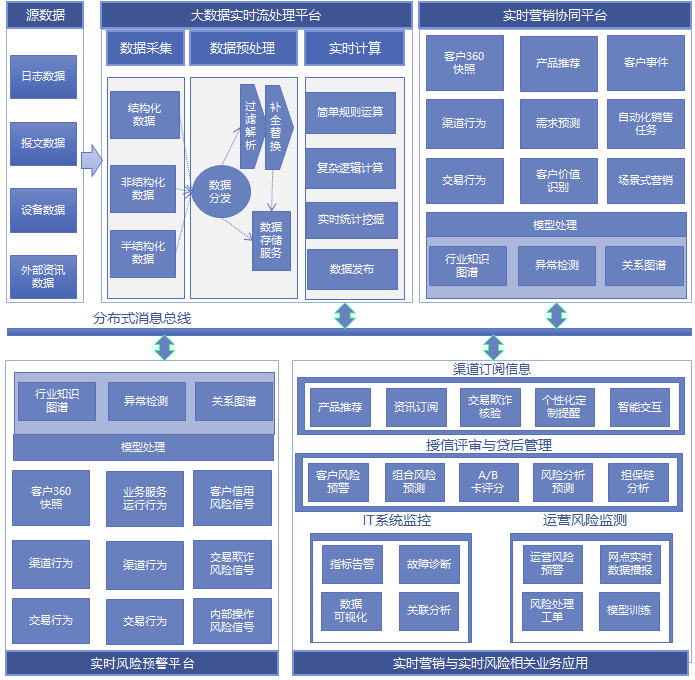 源数据
日志数据
报文数据
设备数据
外部资讯
数据
大数据实时流处理平台
数据采集
数据预处理
实时计算
结构化
数据
非结构化
数据
半结构化
数据
数据
分发
过滤解析
补全替换
数据
存储
服务
简单规则运算
复杂逻辑计算
实时统计挖掘
数据发布
实时营销协同平台
客户360
快照
产品推荐
客户事件
渠道行为
需求预测
自动化销售
任务
交易行为
客户价值
识别
场景式营销
模型处理
行业知识
图谱
异常检测
关系图谱
分布式消息总线
行业知识
图谱
异常检测
关系图谱
模型处理
客户360
快照
业务服务
运行行为
客户信用
风险信号
渠道行为
渠道行为
交易欺诈
风险信号
交易行为
交易行为
内部操作
风险信号
实时风险预警平台
渠道订阅信息
产品推荐
资讯订阅
交易欺诈
核验
个性化定
制提醒
智能交互
授信评审与贷后管理
客户风险
预警
组合风险
预测
A/B
卡评分
风险分析
预测
担保链
分析
IT系统监控
指标告警
故障诊断
数据
可视化
关联分析
运营风险监测
运营风险
预警
网点实时
数据播报
风险处理
工单
模型训练
实时营销与实时风险相关业务应用